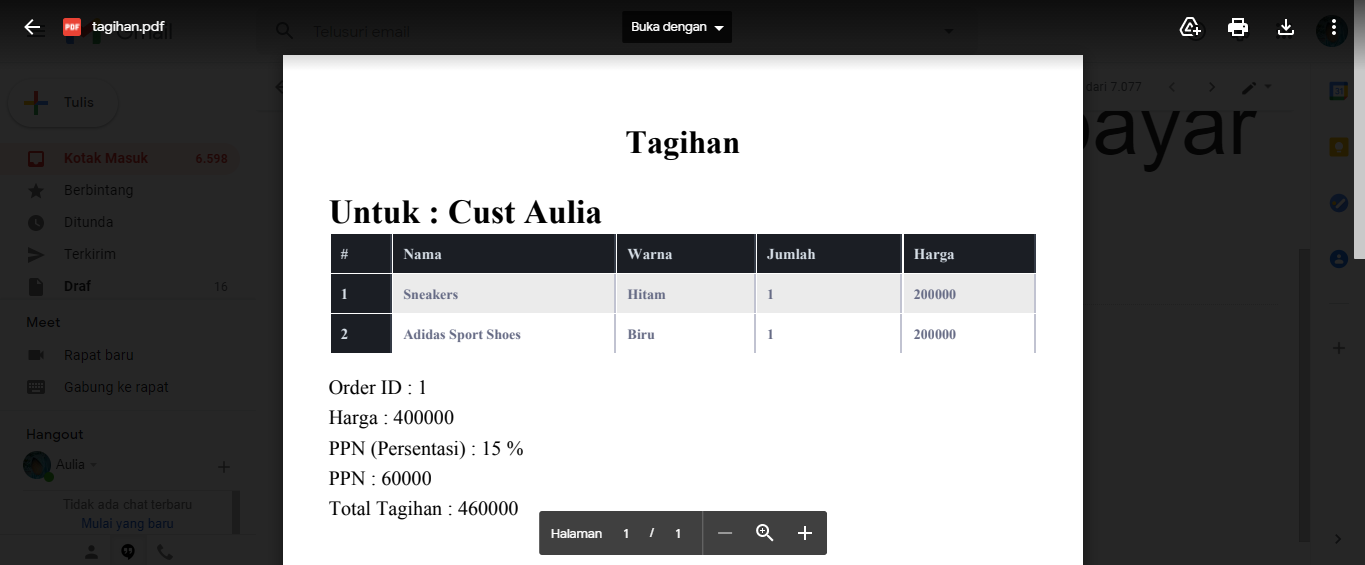 PDF tagihan.pdf
Buka dengan
Gmail
Telusuri email
Tulis
dari 7.077
bayar
Kotak Masuk 6.598
Berbintang
Ditunda
Terkirim
Draf 16
Meet
Rapat baru
Gabung ke rapat
Hangout
Aulia
Tidak ada chat terbaru
Mulai yang baru
31
Tagihan
Untuk : Cust Aulia
# Nama Warna Jumlah Harga
1 Sneakers Hitam 1 200000
2 Adidas Sport Shoes Biru 1 200000
Order ID : 1
Harga : 400000
PPN (Persentasi) : 15 %
PPN : 60000
Total Tagihan : 460000
Halaman 1 / 1